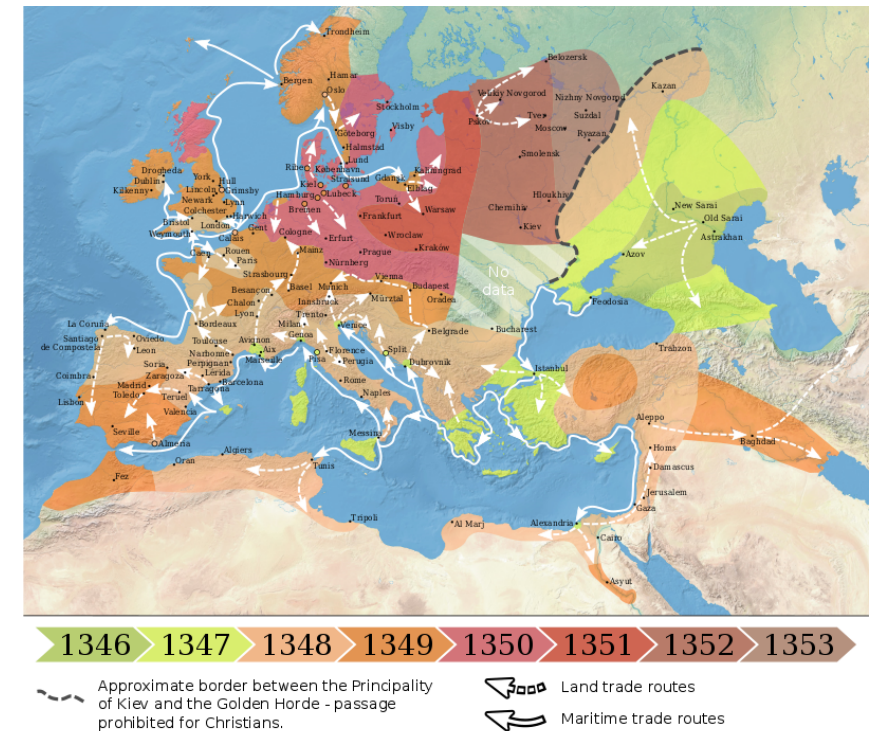 Trondheim
Bergen
Hamar
Oslo
Stockholm
Göteborg
Visby
Halmstad
Lund
København
Ribe
Kiel
Stralsund
Lübeck
Hamburg
Bremen
Gdansk
Elbląg
Kaliningrad
Toruń
Warsaw
Frankfurt
Wroclaw
Kraków
Prague
Erfurt
Nürnberg
Cologne
Mainz
Belozersk
Velikiy Novgorod
Pskov
Tver
Moscow
Nizhny Novgorod
Suzdal
Ryazan
Kazan
Smolensk
Chernihiv
Kiev
New Sarai
Old Sarai
Astrakhan
Azov
Feodosia
Drogheda
Dublin
Kilkenny
York
Hull
Lincoln
Grimsby
Newark
Lynn
Colchester
Harwich
Bristol
London
Weymouth
Calais
Gent
Caen
Rouen
Paris
Strasbourg
Besançon
Basel
Chalon
Lyon
Munich
Innsbruck
Vienna
Mürztal
Budapest
Oradea
No
data
Trento
Milan
Venice
Genoa
Belgrade
Bucharest
La Coruña
Santiago
de Compostela
Oviedo
Leon
Bordeaux
Toulouse
Avignon
Aix
Marseille
Narbonne
Perpignan
Soria
Zaragoza
Lérida
Barcelona
Tarragona
Coimbra
Madrid
Toledo
Teruel
Valencia
Lisbon
Seville
Almeria
Pisa
Florence
Perugia
Split
Dubrovnik
Rome
Naples
Messina
Istanbul
Trabzon
Aleppo
Baghdad
Homs
Damascus
Jerusalem
Gaza
Fez
Oran
Algiers
Tunis
Tripoli
Al Marj
Alexandria
Cairo
Asyut
1346 1347 1348 1349 1350 1351 1352 1353
Approximate border between the Principality
of Kiev and the Golden Horde - passage
prohibited for Christians.
Land trade routes
Maritime trade routes